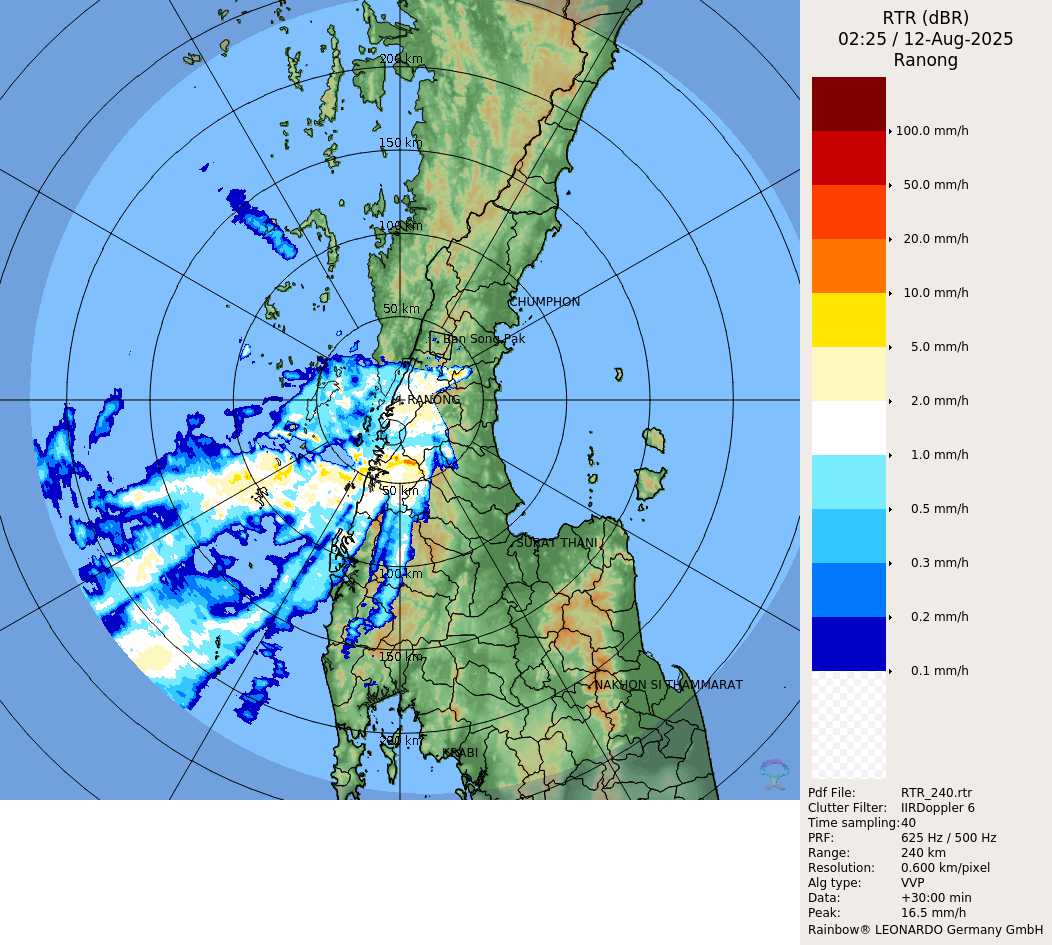 RTR (dBR)
02:25 / 12-Aug-2025
Ranong
200 km
150 km
100 km
50 km
CHUMPHON
Ban Song Pak
RANONG
50 km
SURAT THANI
100 km
150 km
NAKHON SI THAMMARAT
200 km
KRABI
100.0 mm/h
50.0 mm/h
20.0 mm/h
10.0 mm/h
5.0 mm/h
2.0 mm/h
1.0 mm/h
0.5 mm/h
0.3 mm/h
0.2 mm/h
0.1 mm/h
Pdf File: RTR_240.rtr
Clutter Filter: IIRDoppler 6
Time sampling: 40
PRF: 625 Hz / 500 Hz
Range: 240 km
Resolution: 0.600 km/pixel
Alg type: VVP
Data: +30:00 min
Peak: 16.5 mm/h
Rainbow® LEONARDO Germany GmbH